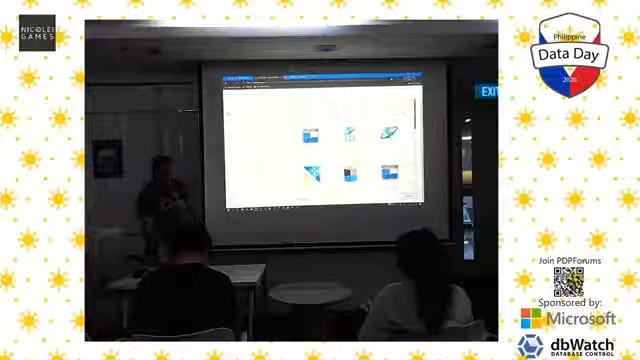 NICOLEI
GAMES
Philippine
Data Day
2020
EXIT
Join PDPForums
Sponsored by:
Microsoft
dbWatch
DATABASE CONTROL